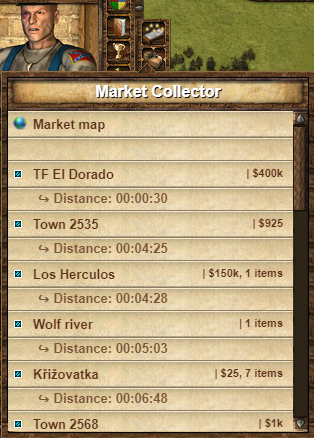 Market Collector
Market map
TF El Dorado | $400k
↪ Distance: 00:00:30
Town 2535 | $925
↪ Distance: 00:04:25
Los Herculos | $150k, 1 items
↪ Distance: 00:04:28
Wolf river | 1 items
↪ Distance: 00:05:03
Křižovatka | $25, 7 items
↪ Distance: 00:06:48
Town 2568 | $1k